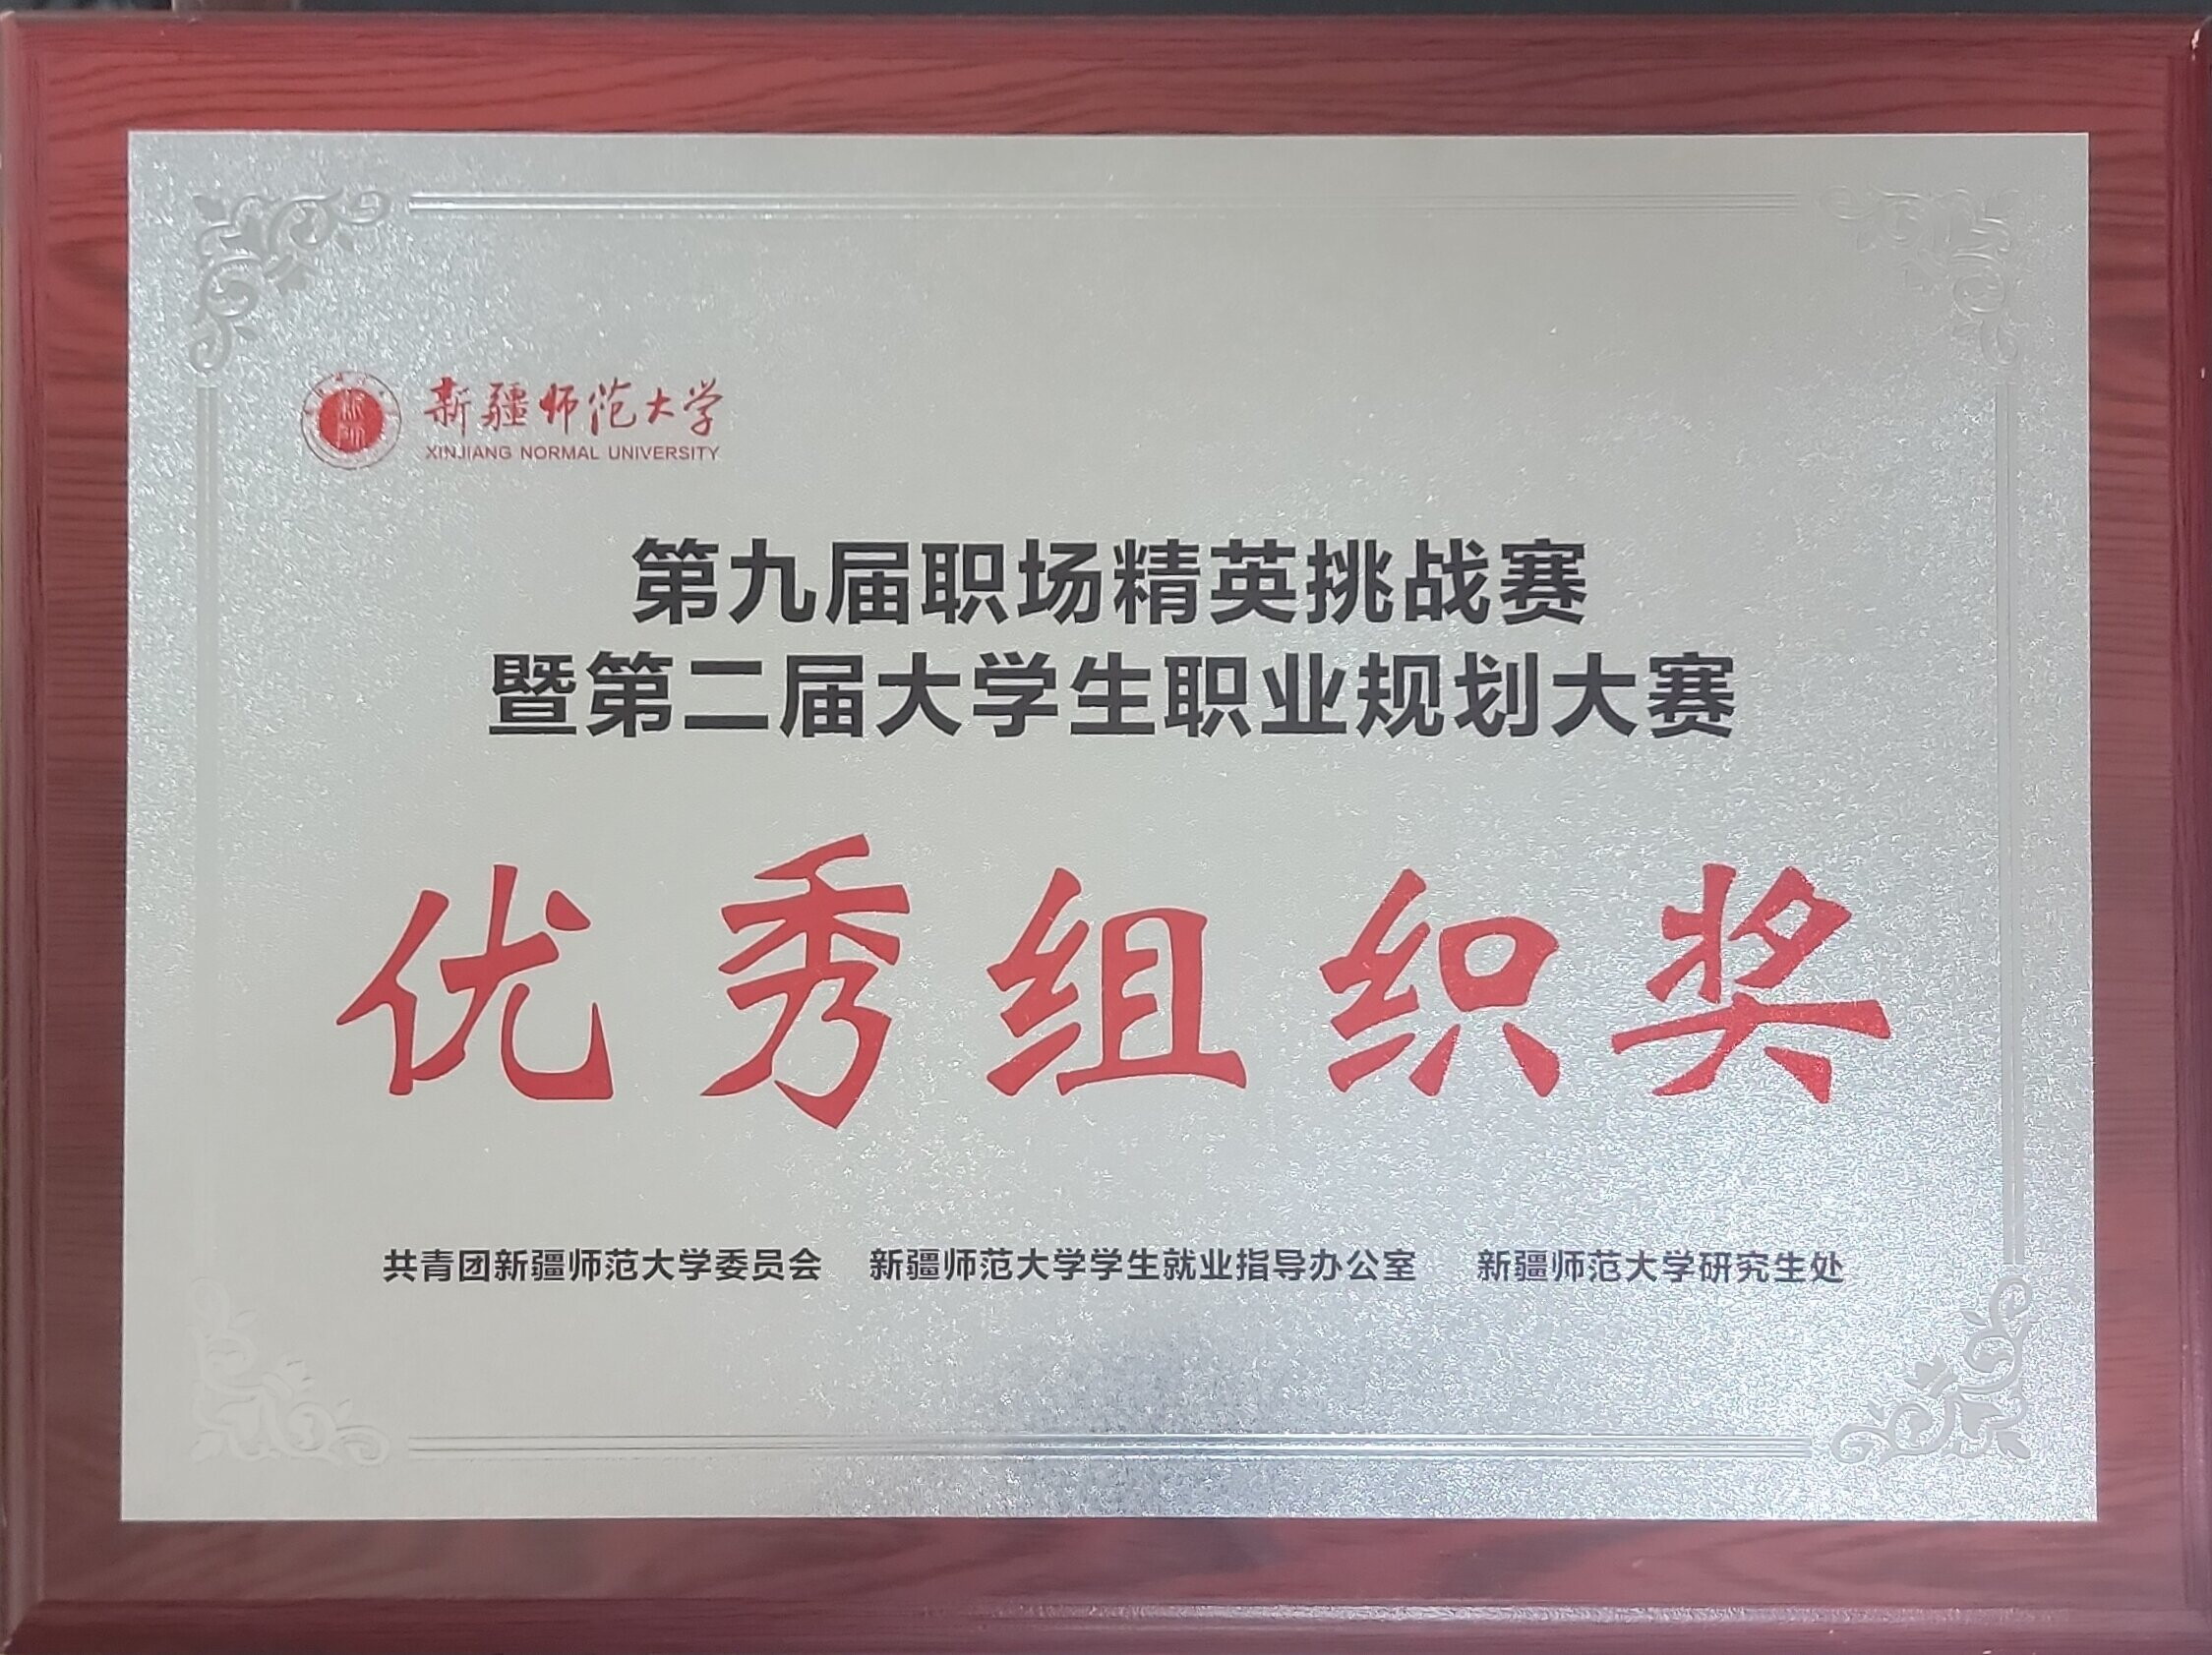 新疆师范大学
XINJIANG NORMAL UNIVERSITY
第九届职场精英挑战赛
暨第二届大学生职业规划大赛
优秀组织奖
共青团新疆师范大学委员会 新疆师范大学学生就业指导办公室 新疆师范大学研究生处